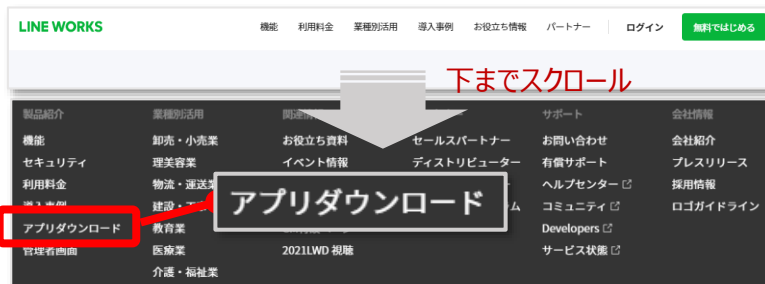 LINE WORKS
機能 利用料金 業種別活用 導入事例 お役立ち情報 パートナー ログイン 無料ではじめる
下までスクロール
製品紹介
機能
セキュリティ
利用料金
導入事例
アプリダウンロード
管理者画面
業種別活用
卸売・小売業
理美容業
物流・運送業
教育業
医療業
介護・福祉業
お役立ち資料
イベント情報
2021LWD 視聴
セールスパートナー
ディストリビューター
アプリダウンロード
サポート
お問い合わせ
有償サポート
ヘルプセンター
コミュニティ
Developers
サービス状態
会社情報
会社紹介
プレスリリース
採用情報
ロゴガイドライン